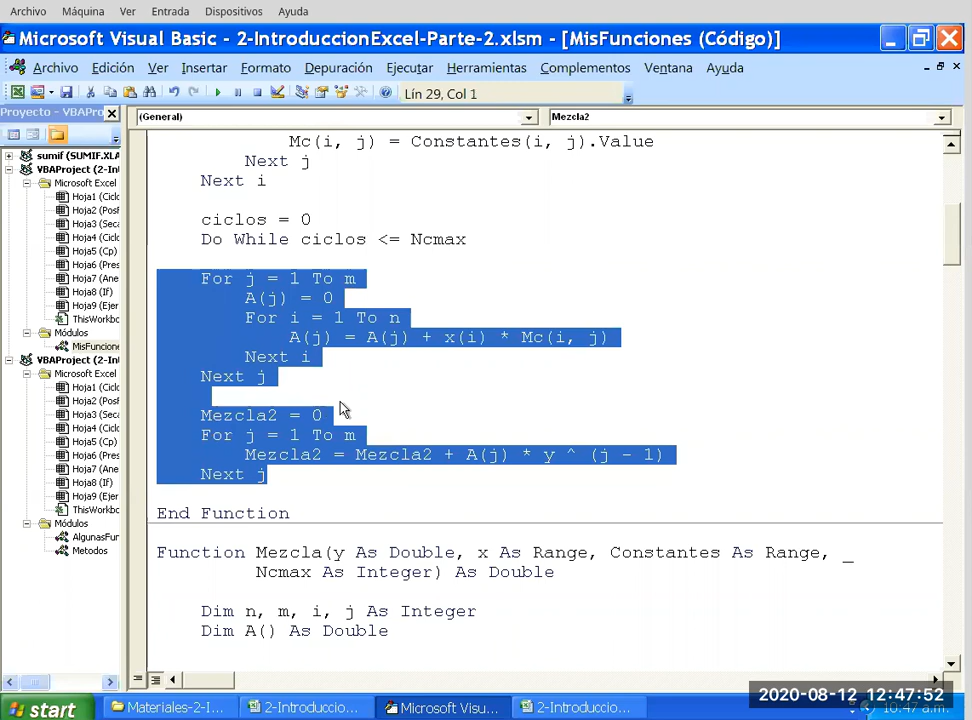 Archivo Máquina Ver Entrada Dispositivos Ayuda
Microsoft Visual Basic - 2-IntroduccionExcel-Parte-2.xlsm - [MisFunciones (Código)]
Archivo Edición Ver Insertar Formato Depuración Ejecutar Herramientas Complementos Ventana Ayuda
Lín 29, Col 1
Proyecto - VBAPro
(General) Mezcla2
sumif (SUMIF.XLA
VBAProject (2-Int
Microsoft Excel
Hoja1 (Ciclo
Hoja2 (Posf
Hoja3 (Seca
Hoja4 (Cicl
Hoja5 (Cp)
Hoja6 (Pres
Hoja7 (Ane
Hoja8 (If)
Hoja9 (Ejer
ThisWorkbo
Módulos
MisFuncione
VBAProject (2-Int
Microsoft Excel
Hoja1 (Cicl
Hoja2 (Posf
Hoja3 (Seca
Hoja4 (Cicl
Hoja5 (Cp)
Hoja6 (Pres
Hoja7 (Ane
Hoja8 (If)
Hoja9 (Ejer
ThisWorkbo
Módulos
AlgunasFun
Metodos
Mc(i, j) = Constantes(i, j).Value
Next j
Next i
ciclos = 0
Do While ciclos <= Ncmax
For j = 1 To m
A(j) = 0
For i = 1 To n
A(j) = A(j) + x(i) * Mc(i, j)
Next i
Next j
Mezcla2 = 0
For j = 1 To m
Mezcla2 = Mezcla2 + A(j) * y ^ (j - 1)
Next j
End Function
Function Mezcla(y As Double, x As Range, Constantes As Range, _
Ncmax As Integer) As Double
Dim n, m, i, j As Integer
Dim A() As Double
start Materiales-2-I... 2-Introduccio... Microsoft Visu... 2-Introduccio...
2020-08-12 12:47:52
10:47 a.m.